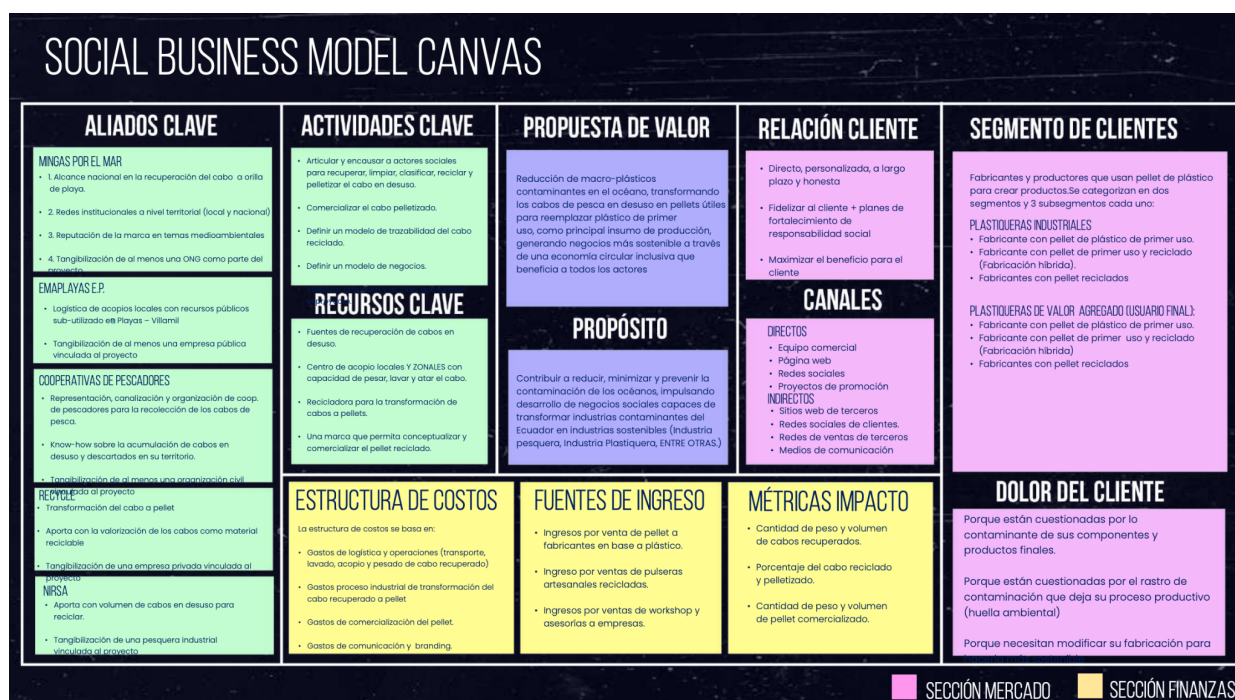 SOCIAL BUSINESS MODEL CANVAS
ALIADOS CLAVE
MINGAS POR EL MAR
• 1. Alcance nacional en la recuperación del cabo a orilla
de playa.
• 2. Redes institucionales a nivel territorial (local y nacional)
• 3. Reputación de la marca en temas medioambientales
• 4. Tangibilización de al menos una ONG como parte del
proyecto
EMAPLAYAS E.P.
• Logística de acopios locales con recursos públicos
sub-utilizado en Playas – Villamil
• Tangibilización de al menos una empresa pública
vinculada al proyecto
COOPERATIVAS DE PESCADORES
• Representación, canalización y organización de coop.
de pescadores para la recolección de los cabos de
pesca.
• Know-how sobre la acumulación de cabos en
desuso y descartados en su territorio.
• Tangibilización de al menos una organización civil
vinculada al proyecto
RECYCLE
• Transformación del cabo a pellet
• Aporta con la valorización de los cabos como material
reciclable
• Tangibilización de una empresa privada vinculada al
proyecto
NIRSA
• Aporta con volumen de cabos en desuso para
reciclar.
• Tangibilización de una pesquera industrial
vinculada al proyecto
ACTIVIDADES CLAVE
• Articular y encausar a actores sociales
para recuperar, limpiar, clasificar, reciclar y
pelletizar el cabo en desuso.
• Comercializar el cabo pelletizado.
• Definir un modelo de trazabilidad del cabo
reciclado.
• Definir un modelo de negocios.
RECURSOS CLAVE
• Fuentes de recuperación de cabos en
desuso.
• Centro de acopio locales Y ZONALES con
capacidad de pesar, lavar y atar el cabo.
• Recicladora para la transformación de
cabos a pellets.
• Una marca que permita conceptualizar y
comercializar el pellet reciclado.
PROPUESTA DE VALOR
Reducción de macro-plásticos
contaminantes en el océano, transformando
los cabos de pesca en desuso en pellets útiles
para reemplazar plástico de primer
uso, como principal insumo de producción,
generando negocios más sostenible a través
de una economía circular inclusiva que
beneficia a todos los actores
PROPÓSITO
Contribuir a reducir, minimizar y prevenir la
contaminación de los océanos, impulsando
desarrollo de negocios sociales capaces de
transformar industrias contaminantes del
Ecuador en industrias sostenibles (Industria
pesquera, Industria Plastiquera, ENTRE OTRAS.)
RELACIÓN CLIENTE
• Directo, personalizada, a largo
plazo y honesta
• Fidelizar al cliente + planes de
fortalecimiento de
responsabilidad social
• Maximizar el beneficio para el
cliente
CANALES
DIRECTOS
• Equipo comercial
• Página web
• Redes sociales
• Proyectos de promoción
INDIRECTOS
• Sitios web de terceros
• Redes sociales de clientes.
• Redes de ventas de terceros
• Medios de comunicación
SEGMENTO DE CLIENTES
Fabricantes y productores que usan pellet de plástico
para crear productos.Se categorizan en dos
segmentos y 3 subsegmentos cada uno:
PLASTIQUERAS INDUSTRIALES
• Fabricante con pellet de plástico de primer uso.
• Fabricante con pellet de primer uso y reciclado
(Fabricación híbrida).
• Fabricantes con pellet reciclados
PLASTIQUERAS DE VALOR AGREGADO (USUARIO FINAL):
• Fabricante con pellet de plástico de primer uso.
• Fabricante con pellet de primer uso y reciclado
(Fabricación híbrida)
• Fabricantes con pellet reciclados
DOLOR DEL CLIENTE
Porque están cuestionadas por lo
contaminante de sus componentes y
productos finales.
Porque están cuestionadas por el rastro de
contaminación que deja su proceso productivo
(huella ambiental)
Porque necesitan modificar su fabricación para
ESTRUCTURA DE COSTOS
La estructura de costos se basa en:
• Gastos de logística y operaciones (transporte,
lavado, acopio y pesado de cabo recuperado)
• Gastos proceso industrial de transformación del
cabo recuperado a pellet
• Gastos de comercialización del pellet.
• Gastos de comunicación y branding.
FUENTES DE INGRESO
• Ingresos por venta de pellet a
fabricantes en base a plástico.
• Ingreso por ventas de pulseras
artesanales recicladas.
• Ingresos por ventas de workshop y
asesorías a empresas.
MÉTRICAS IMPACTO
• Cantidad de peso y volumen
de cabos recuperados.
• Porcentaje del cabo reciclado
y pelletizado.
• Cantidad de peso y volumen
de pellet comercializado.
SECCIÓN MERCADO
SECCIÓN FINANZAS